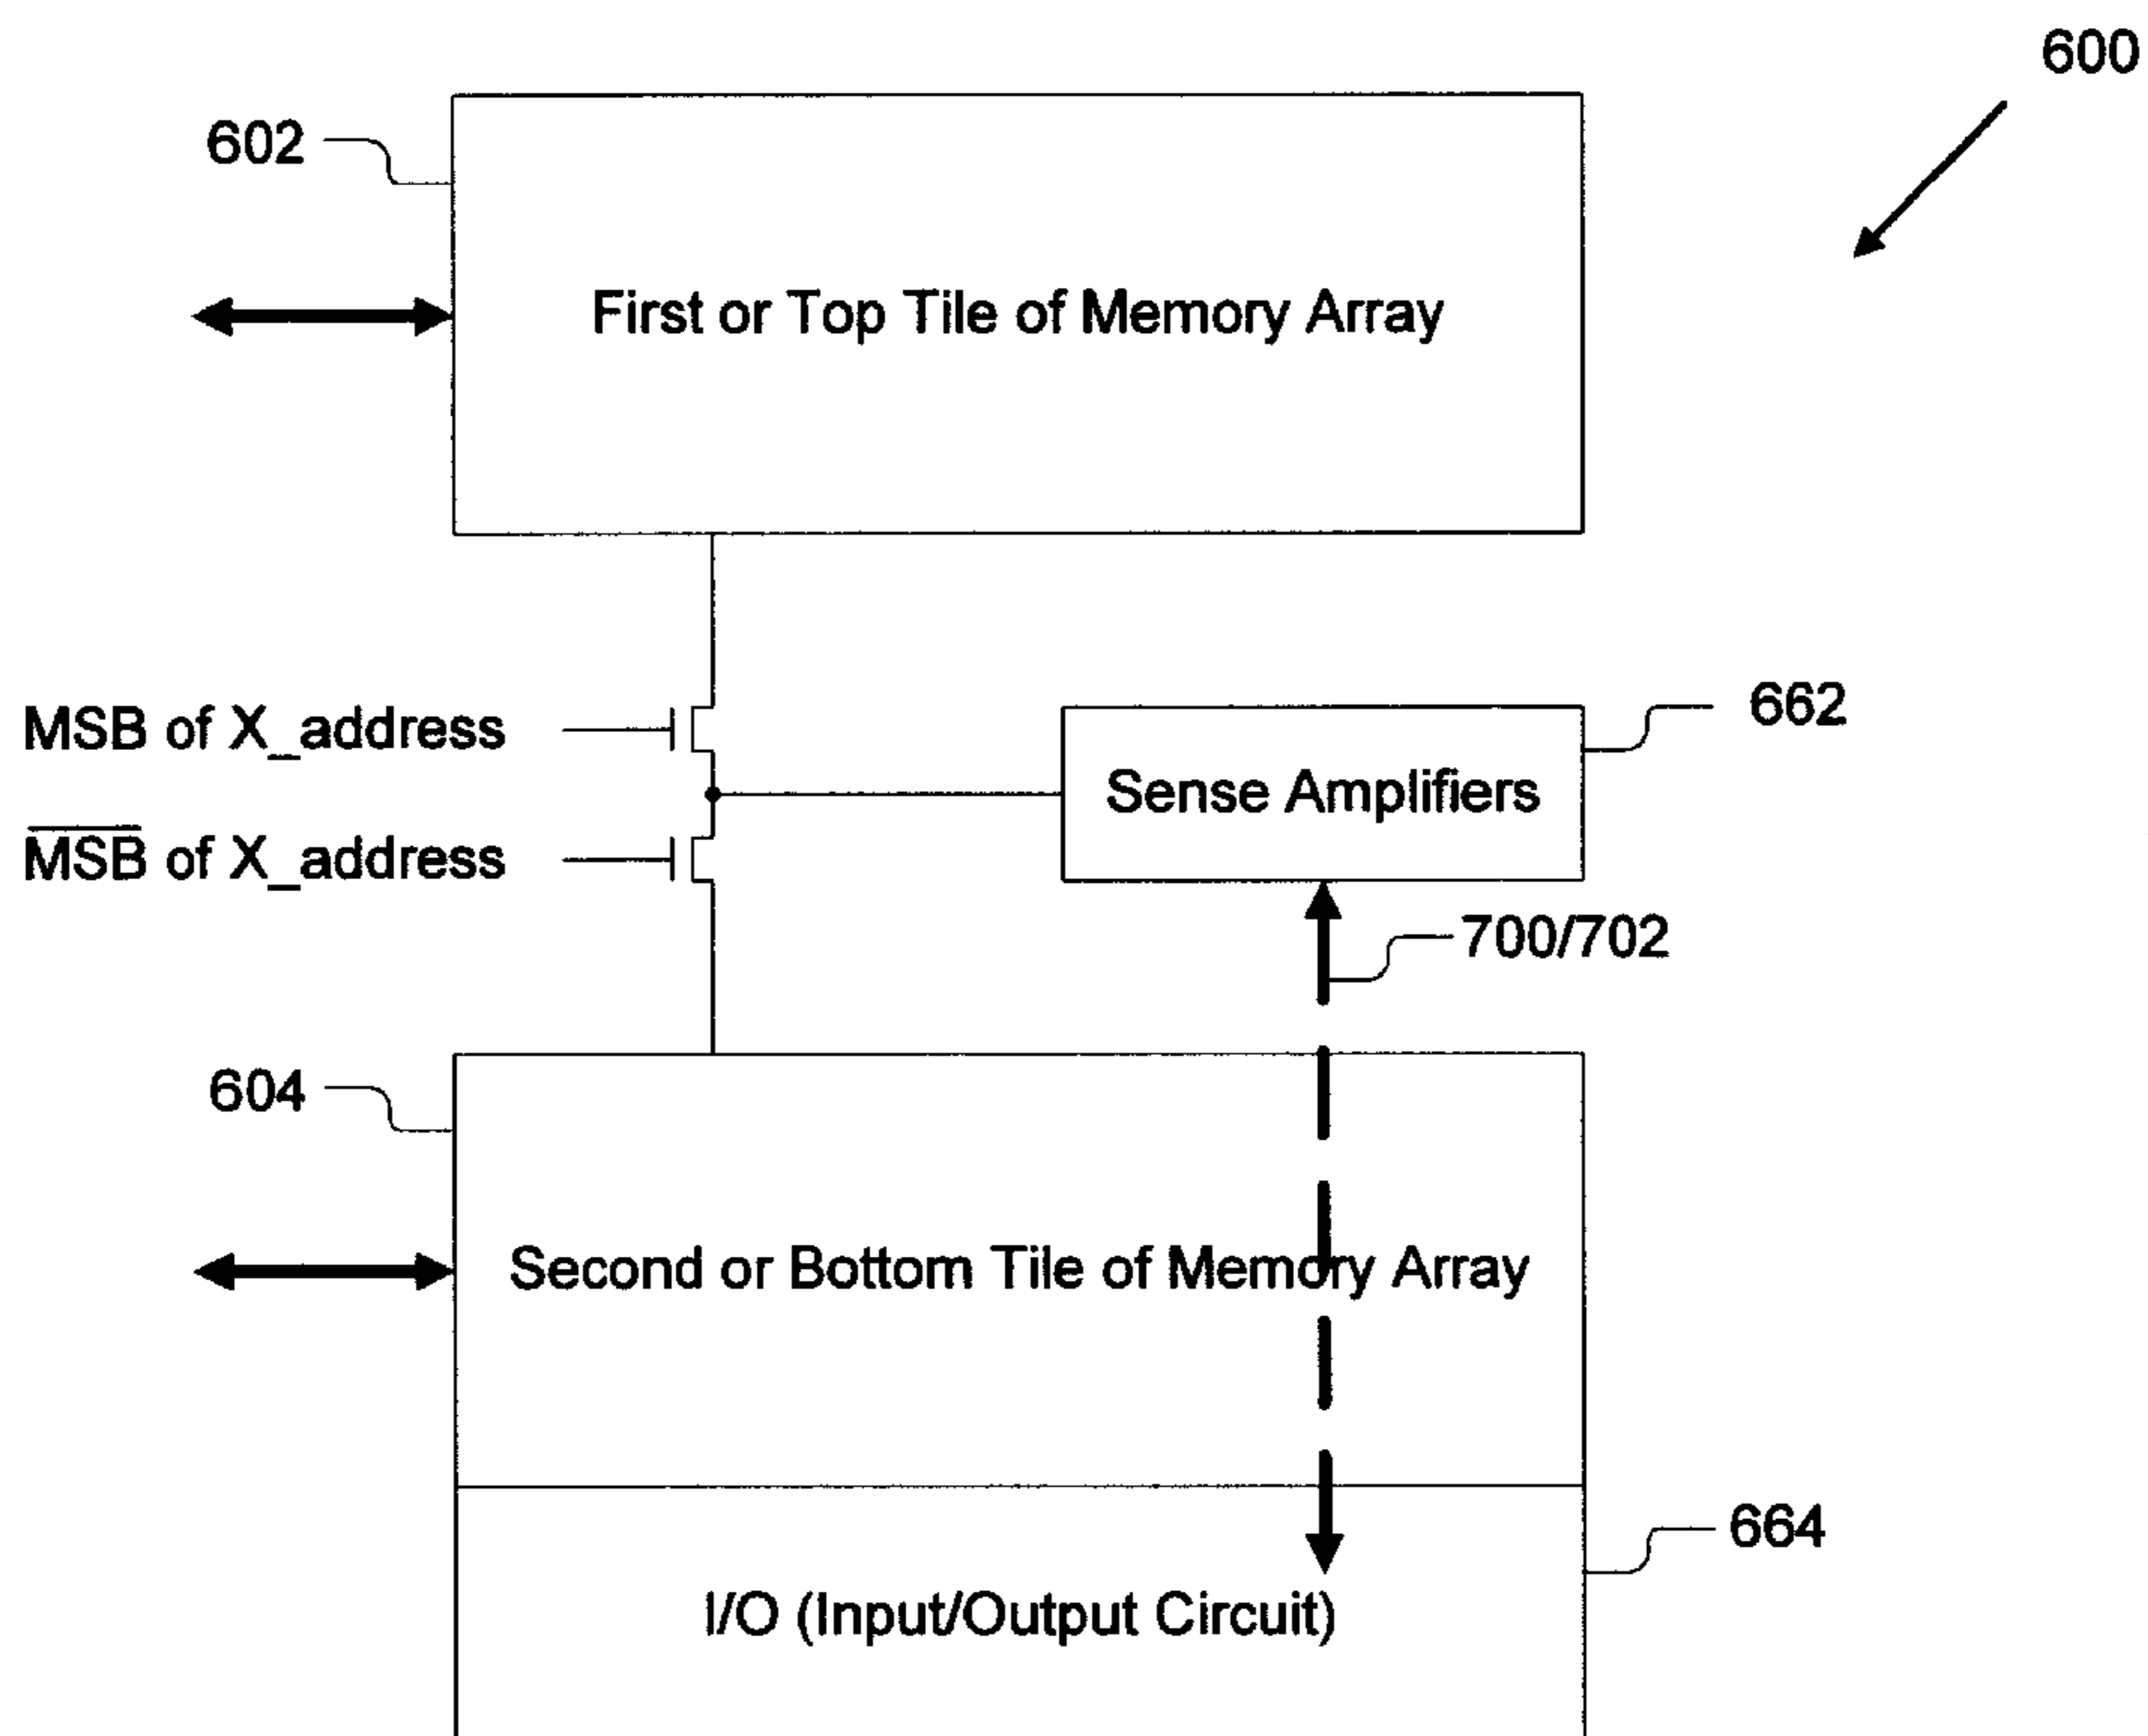 600
602
First or Top Tile of Memory Array
MSB of X_address
662
Sense Amplifiers
M̅S̅B̅ of X_address
700/702
604
Second or Bottom Tile of Memory Array
664
I/O (Input/Output Circuit)